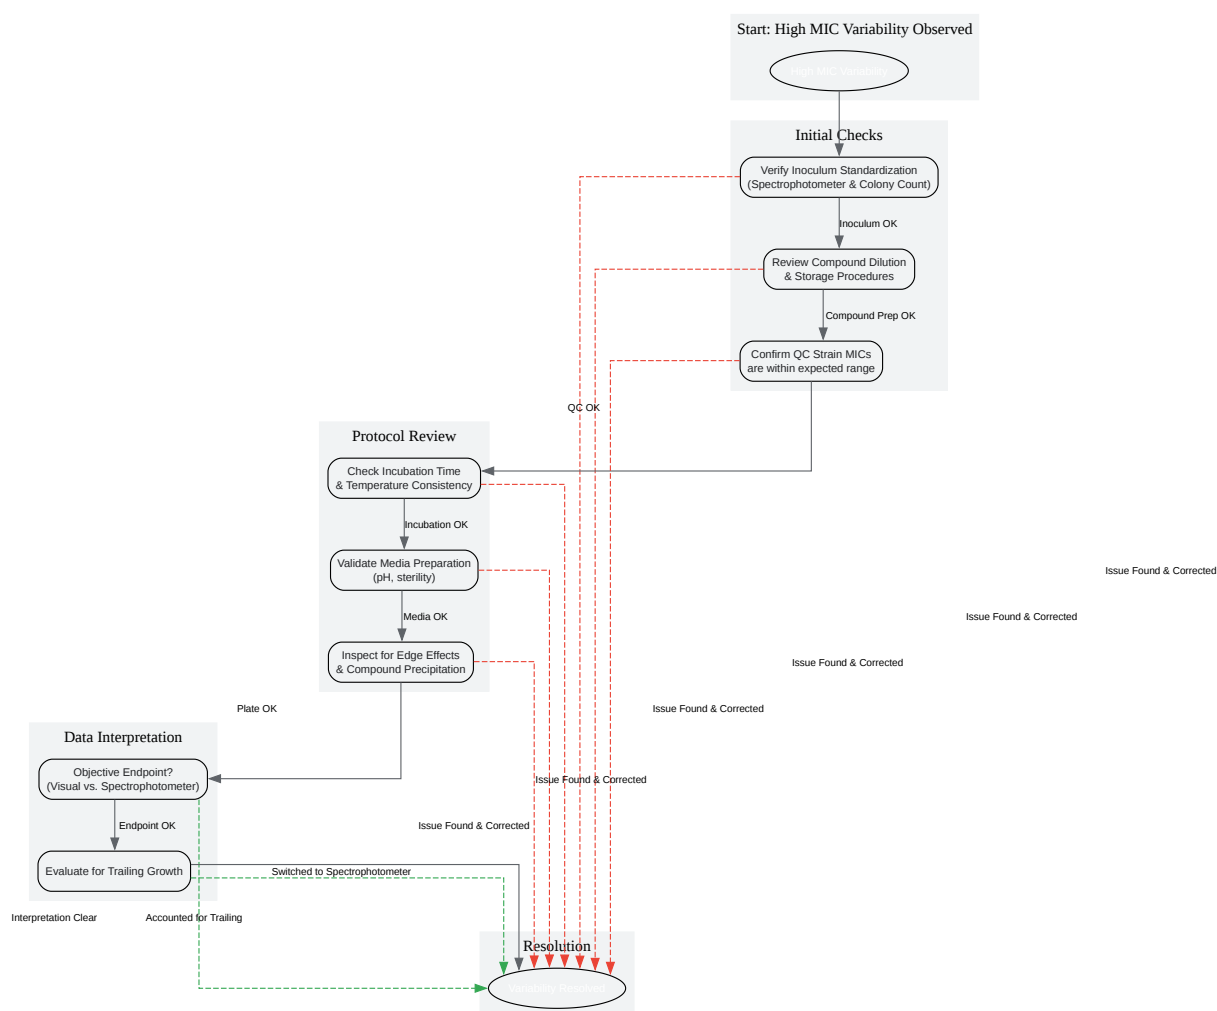 Start: High MIC Variability Observed
High MIC Variability
Initial Checks
Verify Inoculum Standardization
(Spectrophotometer & Colony Count)
Inoculum OK
Review Compound Dilution
& Storage Procedures
Compound Prep OK
Confirm QC Strain MICs
are within expected range
QC OK
Protocol Review
Check Incubation Time
& Temperature Consistency
Incubation OK
Validate Media Preparation
(pH, sterility)
Issue Found & Corrected
Media OK
Issue Found & Corrected
Inspect for Edge Effects
& Compound Precipitation
Issue Found & Corrected
Plate OK
Issue Found & Corrected
Data Interpretation
Objective Endpoint?
(Visual vs. Spectrophotometer)
Issue Found & Corrected
Endpoint OK
Issue Found & Corrected
Evaluate for Trailing Growth
Switched to Spectrophotometer
Interpretation Clear
Accounted for Trailing
Resolution
Variability Resolved